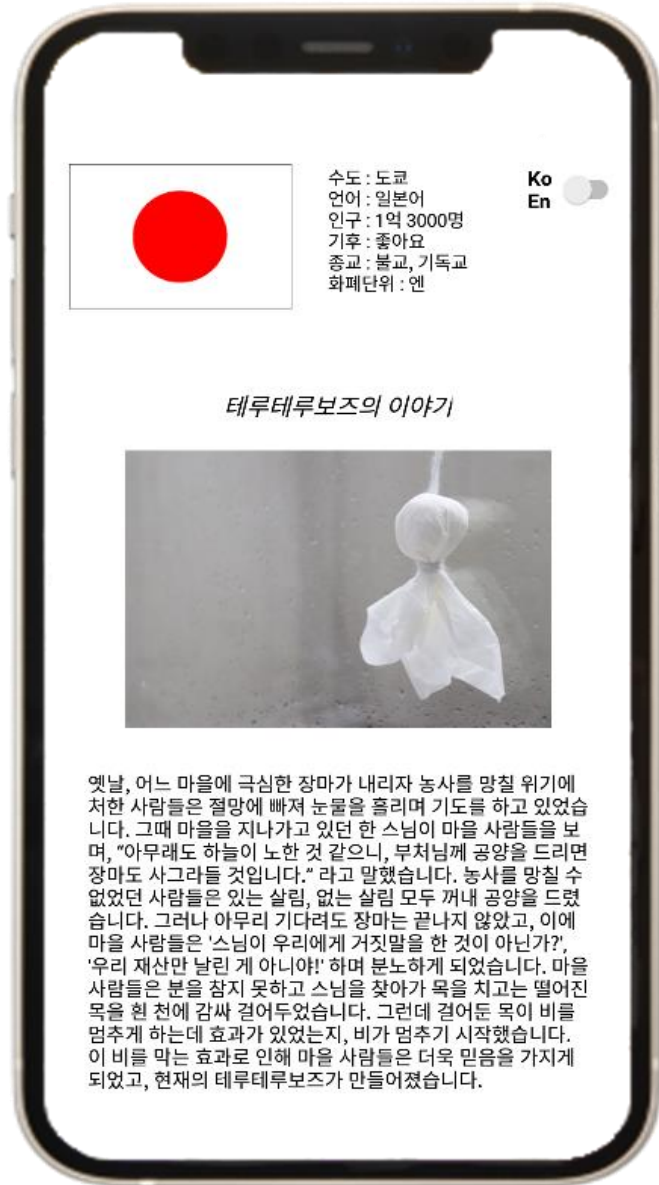 수도 : 도쿄
언어 : 일본어
인구 : 1억 3000명
기후 : 좋아요
종교 : 불교, 기독교
화폐단위 : 엔
Ko
En
테루테루보즈의 이야기
옛날, 어느 마을에 극심한 장마가 내리자 농사를 망칠 위기에
처한 사람들은 절망에 빠져 눈물을 흘리며 기도를 하고 있었습
니다. 그때 마을을 지나가고 있던 한 스님이 마을 사람들을 보
며, “아무래도 하늘이 노한 것 같으니, 부처님께 공양을 드리면
장마도 사그라들 것입니다.” 라고 말했습니다. 농사를 망칠 수
없었던 사람들은 있는 살림, 없는 살림 모두 꺼내 공양을 드렸
습니다. 그러나 아무리 기다려도 장마는 끝나지 않았고, 이에
마을 사람들은 '스님이 우리에게 거짓말을 한 것이 아닌가?',
'우리 재산만 날린 게 아니야!' 하며 분노하게 되었습니다. 마을
사람들은 분을 참지 못하고 스님을 찾아가 목을 치고는 떨어진
목을 흰 천에 감싸 걸어두었습니다. 그런데 걸어둔 목이 비를
멈추게 하는데 효과가 있었는지, 비가 멈추기 시작했습니다.
이 비를 막는 효과로 인해 마을 사람들은 더욱 믿음을 가지게
되었고, 현재의 테루테루보즈가 만들어졌습니다.